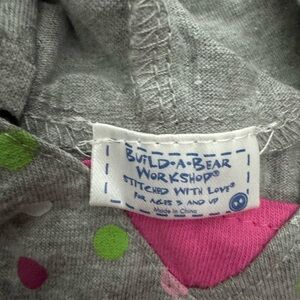 BUILD-A-BEAR
WORKSHOP®
STITCHED WITH LOVE®
FOR AGES 3 AND UP
Made in China